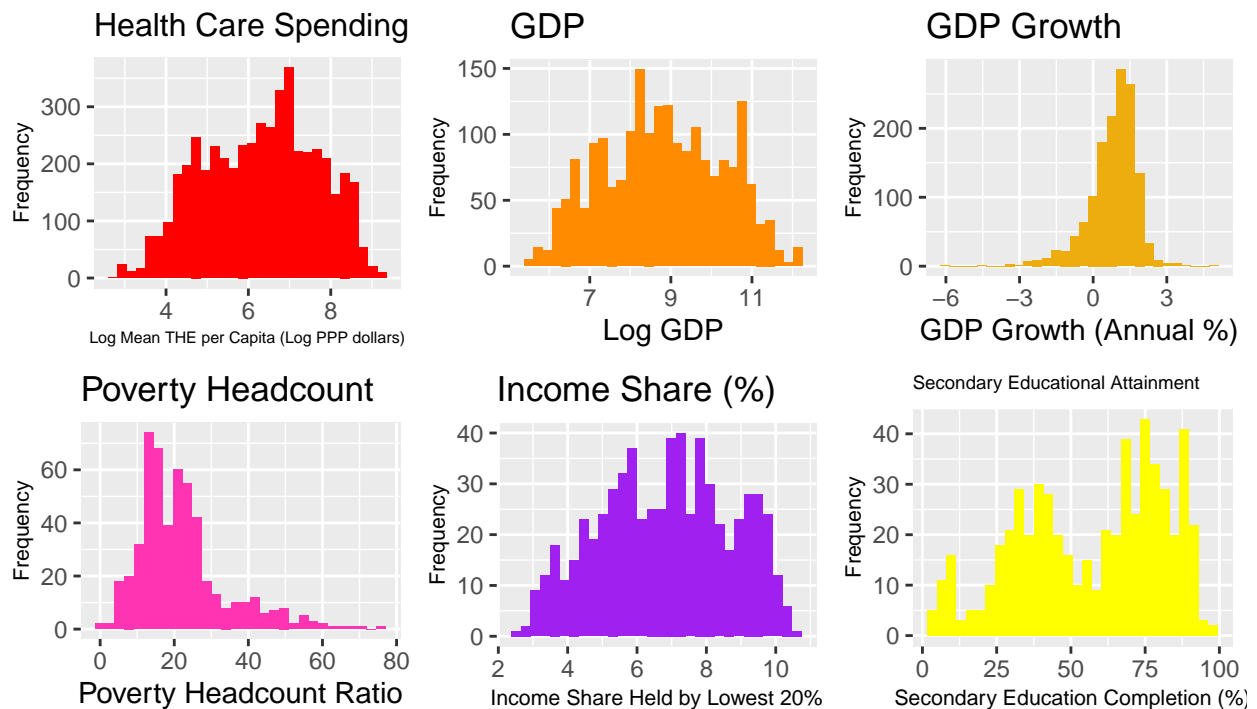 Health Care Spending
Frequency
0
100
200
300
4
6
8
Log Mean THE per Capita (Log PPP dollars)
GDP
Frequency
0
50
100
150
7
9
11
Log GDP
GDP Growth
Frequency
0
100
200
−6
−3
0
3
GDP Growth (Annual %)
Poverty Headcount
Frequency
0
20
40
60
0
20
40
60
80
Poverty Headcount Ratio
Income Share (%)
Frequency
0
10
20
30
40
2
4
6
8
10
Income Share Held by Lowest 20%
Secondary Educational Attainment
Frequency
0
10
20
30
40
0
25
50
75
100
Secondary Education Completion (%)